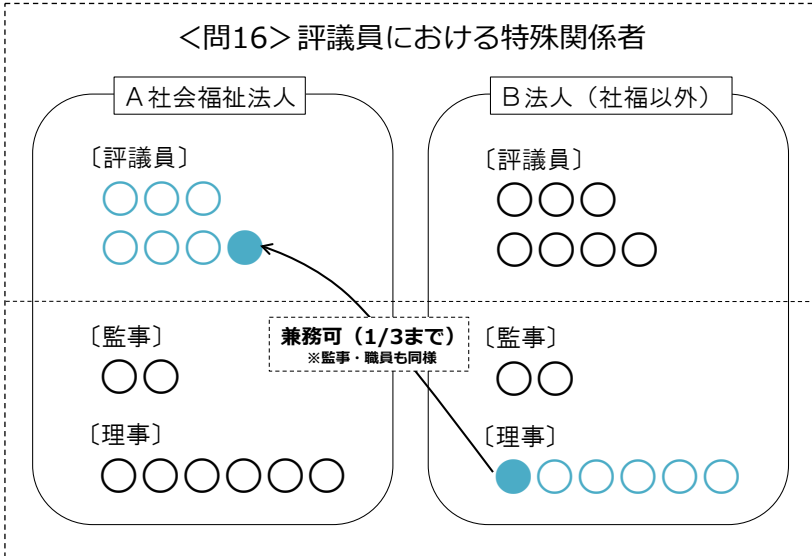 ＜問16＞評議員における特殊関係者
Ａ社会福祉法人
Ｂ法人（社福以外）
〔評議員〕
〔評議員〕
〔監事〕
兼務可（1/3まで）
※監事・職員も同様
〔監事〕
〔理事〕
〔理事〕